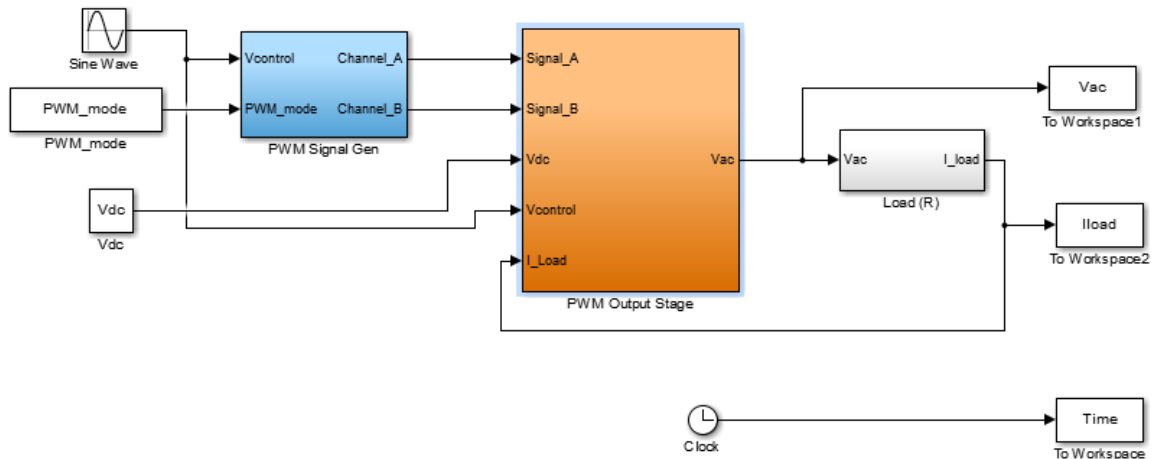 Sine Wave
PWM_mode
PWM_mode
Vcontrol
PWM_mode
Channel_A
Channel_B
PWM Signal Gen
Vdc
Vdc
Signal_A
Signal_B
Vdc
Vcontrol
I_Load
Vac
PWM Output Stage
Vac
I_load
Load (R)
Vac
To Workspace1
Iload
To Workspace2
Clock
Time
To Workspace